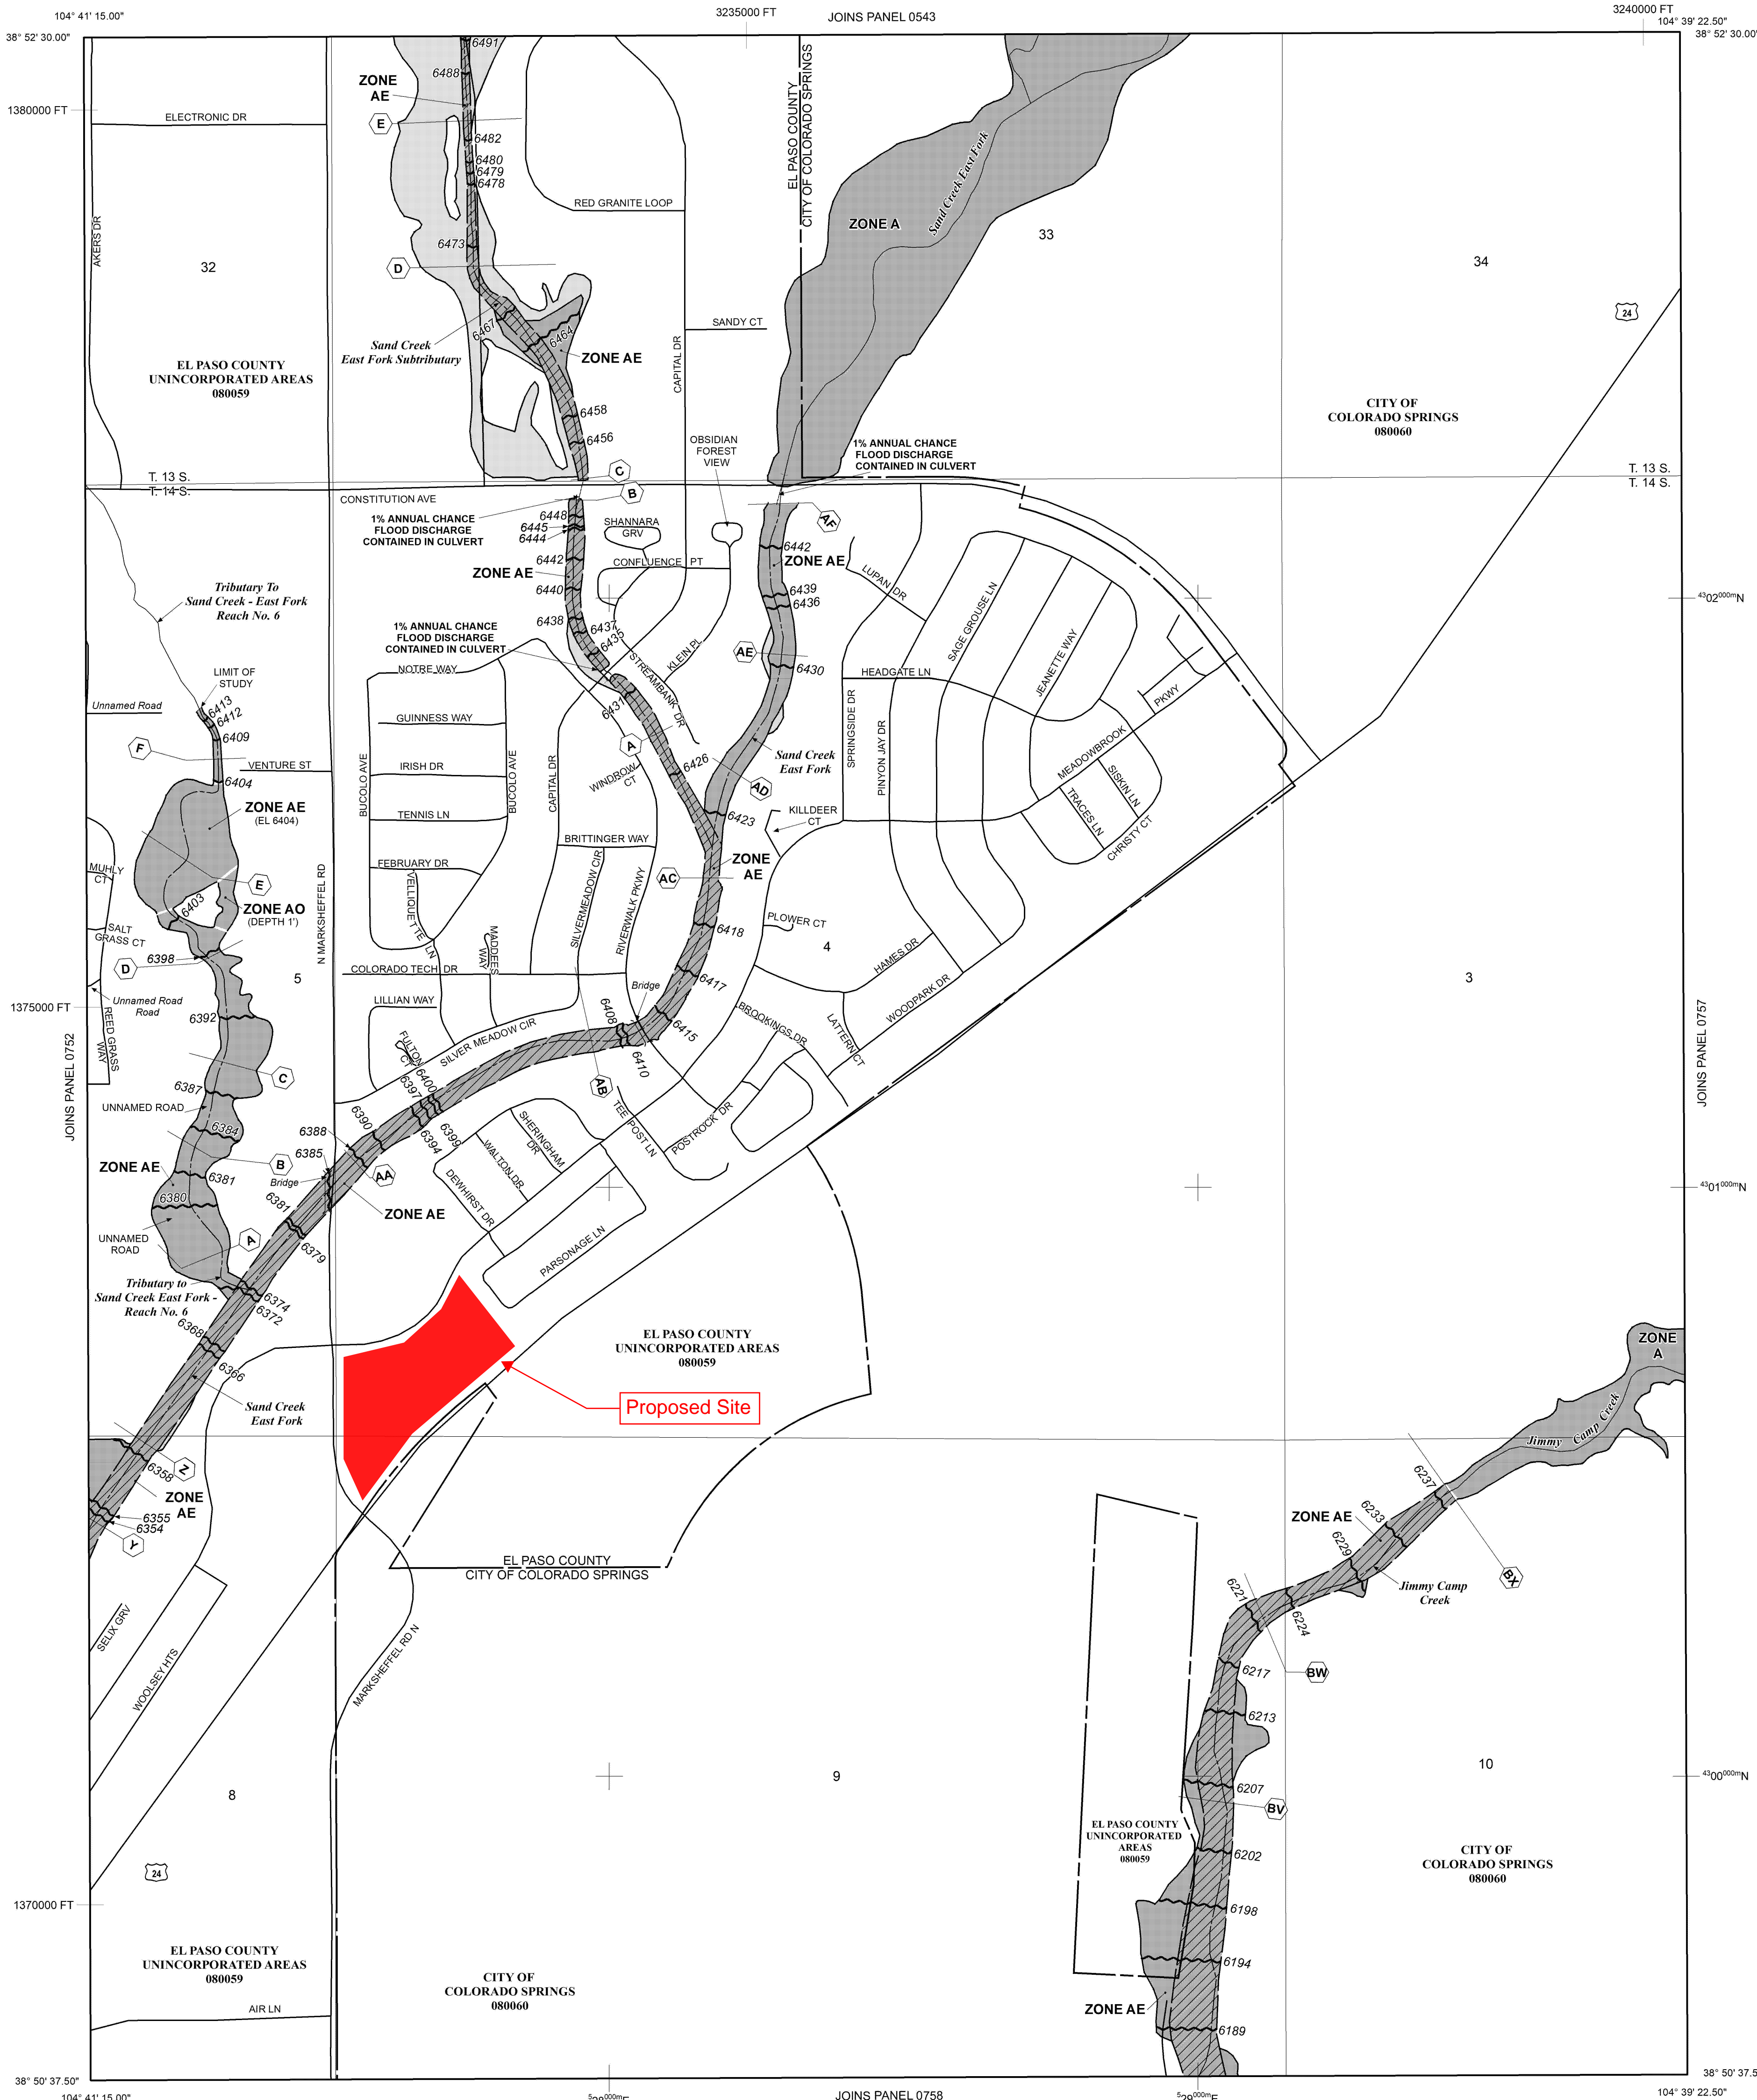 104° 41' 15.00"
3235000 FT
JOINS PANEL 0543
3240000 FT
104° 39' 22.50"
38° 52' 30.00"
38° 52' 30.00"
1380000 FT
ELECTRONIC DR
AKERS DR
32
EL PASO COUNTY
UNINCORPORATED AREAS
080059
ZONE
AE
E
6491
6488
6482
6480
6479
6478
6473
D
6467
6464
Sand Creek
East Fork Subtributary
ZONE AE
6458
6456
C
B
RED GRANITE LOOP
SANDY CT
CAPITAL DR
EL PASO COUNTY
CITY OF COLORADO SPRINGS
ZONE A
Sand Creek East Fork
33
34
24
CITY OF
COLORADO SPRINGS
080060
OBSIDIAN
FOREST
VIEW
1% ANNUAL CHANCE
FLOOD DISCHARGE
CONTAINED IN CULVERT
T. 13 S.
T. 14 S.
T. 13 S.
T. 14 S.
CONSTITUTION AVE
1% ANNUAL CHANCE
FLOOD DISCHARGE
CONTAINED IN CULVERT
6448
6445
6444
6442
ZONE AE
6440
6438
6437
6435
1% ANNUAL CHANCE
FLOOD DISCHARGE
CONTAINED IN CULVERT
SHANNARA
GRV
CONFLUENCE PT
KLEIN PL
STREAMBANK DR
AF
6442
ZONE AE
6439
6436
AE
6430
LUPAN DR
SAGE GROUSE LN
JEANETTE WAY
HEADGATE LN
SPRINGSIDE DR
PINYON JAY DR
MEADOWBROOK
PKWY
SISKIN LN
TRACES LN
CHRISTY CT
4302000mN
Tributary To
Sand Creek - East Fork
Reach No. 6
LIMIT OF
STUDY
Unnamed Road
6413
6412
6409
F
VENTURE ST
6404
ZONE AE
(EL 6404)
MUHLY
CT
E
6403
ZONE AO
(DEPTH 1')
SALT
GRASS CT
6398
D
Unnamed Road
Road
REED GRASS
WAY
6392
5
N MARKSHEFFEL RD
NOTRE WAY
GUINNESS WAY
IRISH DR
TENNIS LN
FEBRUARY DR
BUCOLO AVE
BUCOLO AVE
VELLIQUETTE LN
MADDEES
WAY
CAPITAL DR
WINDROW
CT
BRITTINGER WAY
SILVERMEADOW CIR
RIVERWALK PKWY
6431
A
6426
AD
6423
Sand Creek
East Fork
KILLDEER
CT
ZONE
AE
AC
PLOWER CT
4
6418
6417
6415
HAMES DR
WOODPARK DR
BROOKINGS DR
LATTERN CT
3
COLORADO TECH DR
LILLIAN WAY
FULTON
CT
SILVER MEADOW CIR
Bridge
6408
6410
AB
TEE POST LN
POSTROCK DR
1375000 FT
JOINS PANEL 0752
JOINS PANEL 0757
C
6387
UNNAMED ROAD
6384
B
ZONE AE
6381
6380
UNNAMED
ROAD
A
Tributary to
Sand Creek East Fork -
Reach No. 6
6400
6397
6399
6394
6390
6388
6385
Bridge
AA
ZONE AE
6381
6379
6374
6372
6368
6366
Sand Creek
East Fork
SHERINGHAM
DR
WALTON DR
DEWHIRST DR
PARSONAGE LN
4301000mN
EL PASO COUNTY
UNINCORPORATED AREAS
080059
Proposed Site
Z
6358
ZONE
AE
6355
6354
Y
SELIX GRV
WOOLSEY HTS
MARKSHEFFEL RD N
EL PASO COUNTY
CITY OF COLORADO SPRINGS
ZONE
A
Jimmy Camp Creek
6237
6233
ZONE AE
6229
BX
Jimmy Camp
Creek
6221
6224
BW
6217
6213
6207
BV
6202
6198
6194
ZONE AE
6189
EL PASO COUNTY
UNINCORPORATED
AREAS
080059
10
4300000mN
CITY OF
COLORADO SPRINGS
080060
8
9
24
1370000 FT
EL PASO COUNTY
UNINCORPORATED AREAS
080059
CITY OF
COLORADO SPRINGS
080060
AIR LN
38° 50' 37.50"
38° 50' 37.5
104° 41' 15.00"
JOINS PANEL 0758
529000mE
104° 39' 22.50"